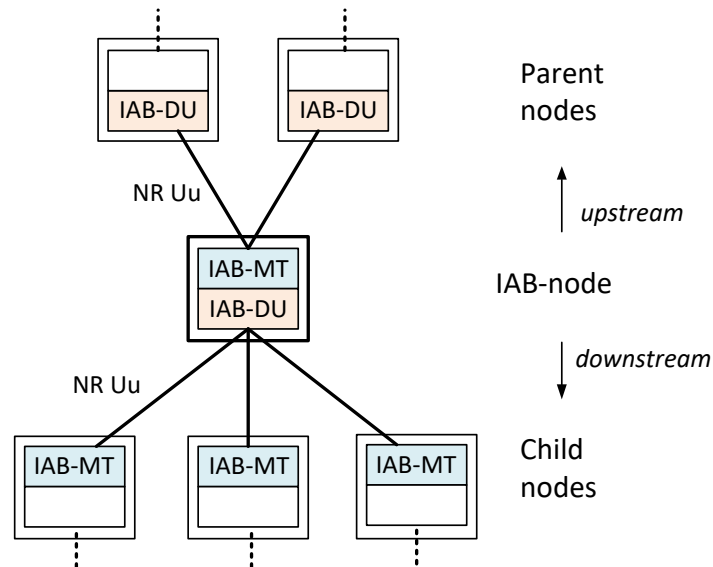 IAB-DU
IAB-DU
Parent
nodes
NR Uu
upstream
IAB-MT
IAB-DU
IAB-node
NR Uu
downstream
IAB-MT
IAB-MT
IAB-MT
Child
nodes